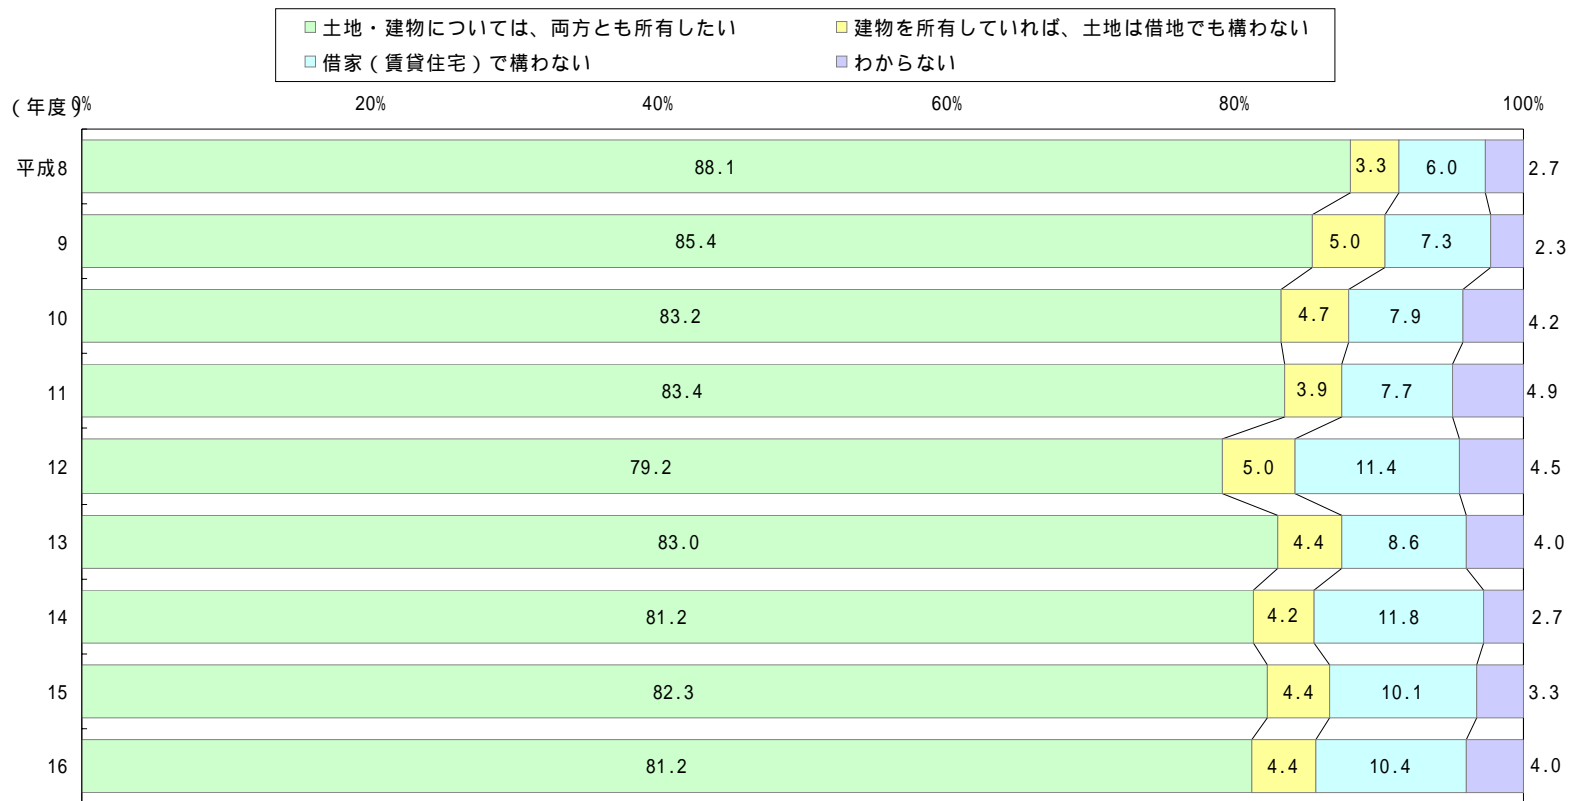 土地・建物については、両方とも所有したい 建物を所有していれば、土地は借地でも構わない
借家(賃貸住宅)で構わない わからない
(年度) 0% 20% 40% 60% 80% 100%
平成8 88.1 3.3 6.0 2.7
9 85.4 5.0 7.3 2.3
10 83.2 4.7 7.9 4.2
11 83.4 3.9 7.7 4.9
12 79.2 5.0 11.4 4.5
13 83.0 4.4 8.6 4.0
14 81.2 4.2 11.8 2.7
15 82.3 4.4 10.1 3.3
16 81.2 4.4 10.4 4.0